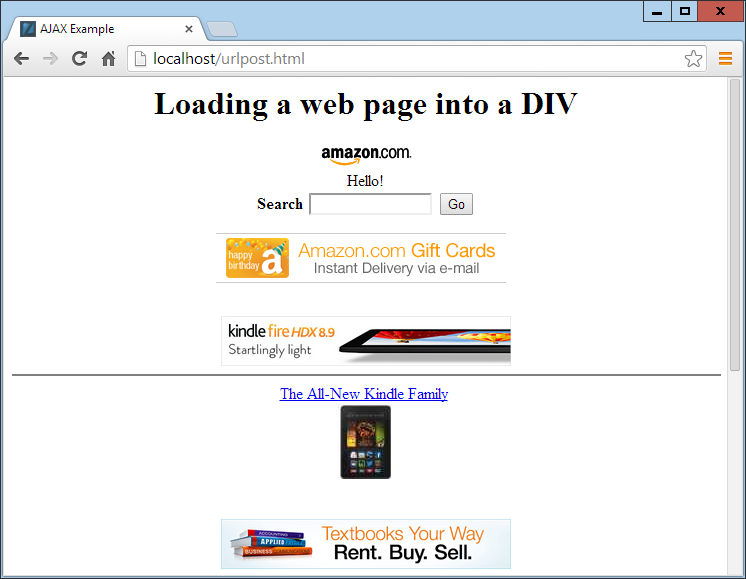 AJAX Example
localhost/urlpost.html
Loading a web page into a DIV
amazon.com
Hello!
Search Go
happy birthday a Amazon.com Gift Cards
Instant Delivery via e-mail
kindle fire HDX 8.9
Startlingly light
The All-New Kindle Family
ACCOUNTING
APPLIED
BUSINESS
Textbooks Your Way
Rent. Buy. Sell.